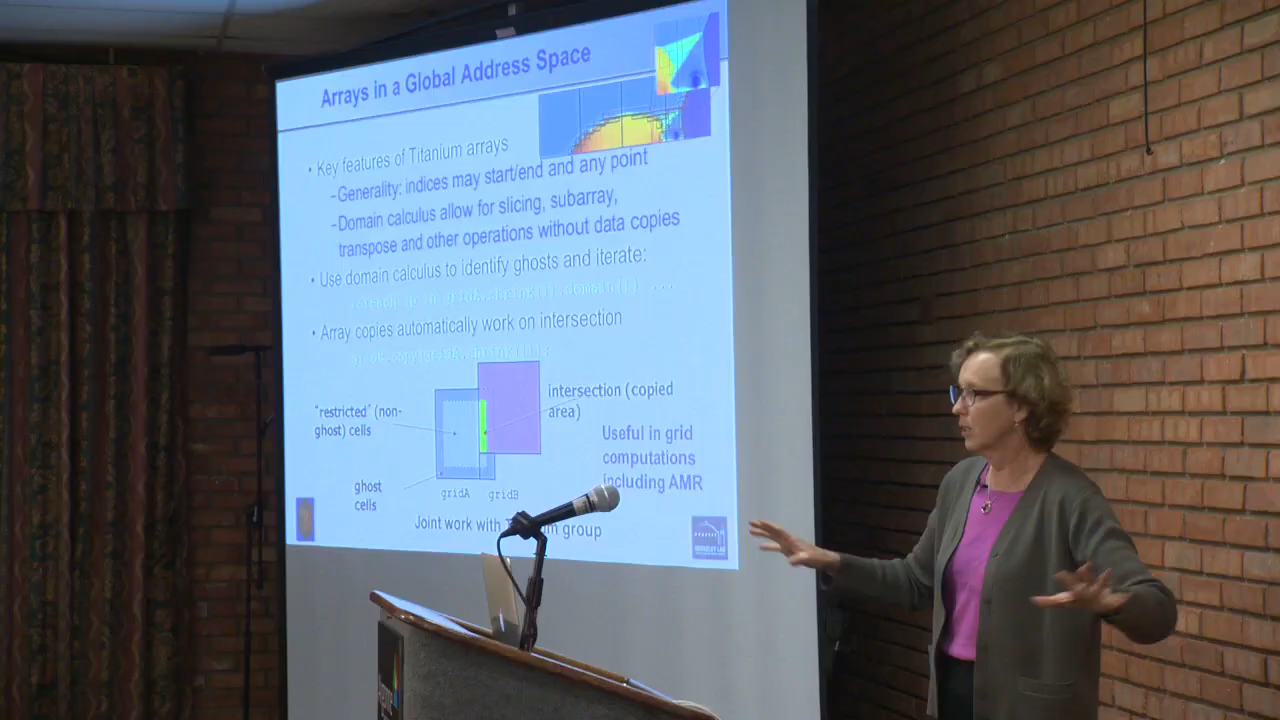 Arrays in a Global Address Space
• Key features of Titanium arrays
–Generality: indices may start/end and any point
–Domain calculus allow for slicing, subarray,
transpose and other operations without data copies
• Use domain calculus to identify ghosts and iterate:
• Array copies automatically work on intersection
"restricted" (non-
ghost) cells
intersection (copied
area)
Useful in grid
computations
including AMR
ghost
cells
gridA gridB
Joint work with group
BERKELEY LAB